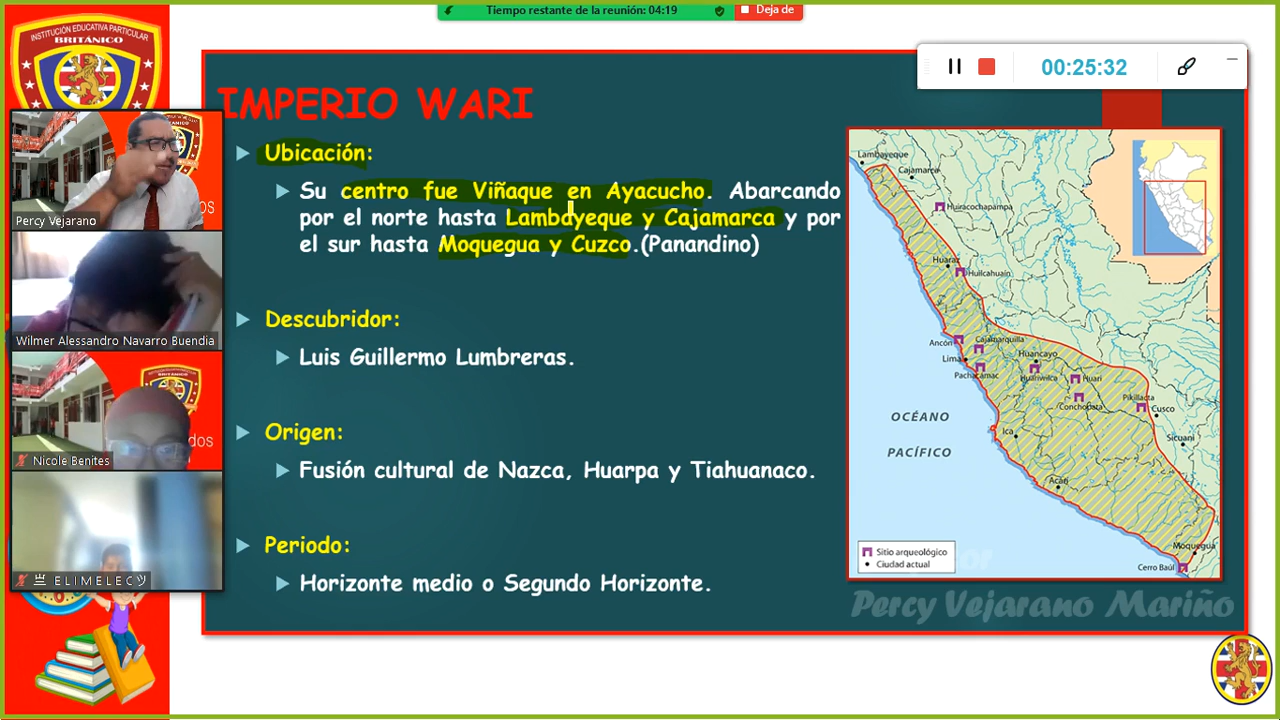 Tiempo restante de la reunión: 04:19
Deja de
INSTITUCIÓN EDUCATIVA PARTICULAR
BRITÁNICO
00:25:32
IMPERIO WARI
Ubicación:
Su centro fue Viñaque en Ayacucho. Abarcando
por el norte hasta Lambayeque y Cajamarca y por
el sur hasta Moquegua y Cuzco.(Panandino)
Descubridor:
Luis Guillermo Lumbreras.
Origen:
Fusión cultural de Nazca, Huarpa y Tiahuanaco.
Periodo:
Horizonte medio o Segundo Horizonte.
Percy Vejarano
Wilmer Alessandro Navarro Buendia
Nicole Benites
dos
Lambayeque
Cajamarca
Huiracochapampa
Huaraz
Huilcahuaín
Ancón
Cajamarquilla
Lima
Huancayo
Pachacámac
Huariwilca
Huari
Conchopata
Pikillacta
Cusco
Ica
Sicuani
Acarí
Moquegua
Cerro Baúl
OCÉANO
PACÍFICO
Sitio arqueológico
Ciudad actual
Percy Vejarano Mariño